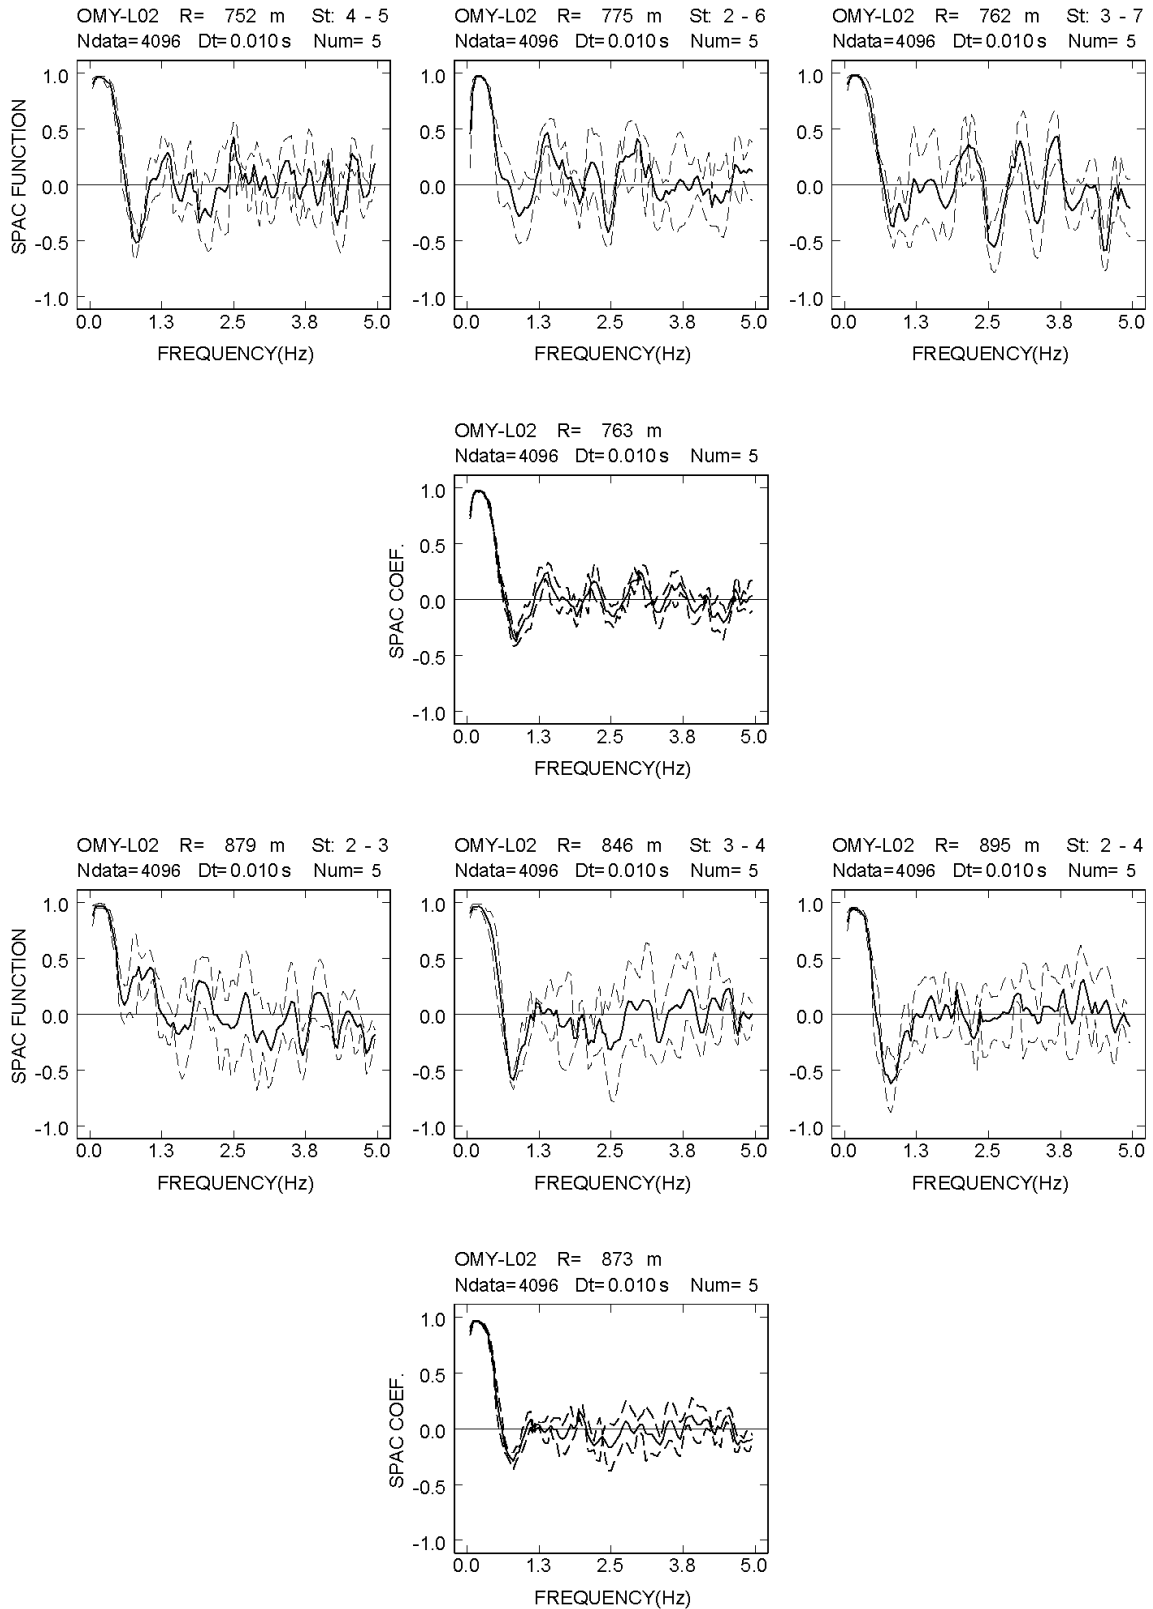 OMY-L02 R= 752 m St: 4 - 5
Ndata=4096 Dt=0.010 s Num= 5
SPAC FUNCTION
1.0
0.5
0.0
-0.5
-1.0
0.0 1.3 2.5 3.8 5.0
FREQUENCY(Hz)
OMY-L02 R= 775 m St: 2 - 6
Ndata=4096 Dt=0.010 s Num= 5
1.0
0.5
0.0
-0.5
-1.0
0.0 1.3 2.5 3.8 5.0
FREQUENCY(Hz)
OMY-L02 R= 762 m St: 3 - 7
Ndata=4096 Dt=0.010 s Num= 5
1.0
0.5
0.0
-0.5
-1.0
0.0 1.3 2.5 3.8 5.0
FREQUENCY(Hz)
OMY-L02 R= 763 m
Ndata=4096 Dt=0.010 s Num= 5
SPAC COEF.
1.0
0.5
0.0
-0.5
-1.0
0.0 1.3 2.5 3.8 5.0
FREQUENCY(Hz)
OMY-L02 R= 879 m St: 2 - 3
Ndata=4096 Dt=0.010 s Num= 5
SPAC FUNCTION
1.0
0.5
0.0
-0.5
-1.0
0.0 1.3 2.5 3.8 5.0
FREQUENCY(Hz)
OMY-L02 R= 846 m St: 3 - 4
Ndata=4096 Dt=0.010 s Num= 5
1.0
0.5
0.0
-0.5
-1.0
0.0 1.3 2.5 3.8 5.0
FREQUENCY(Hz)
OMY-L02 R= 895 m St: 2 - 4
Ndata=4096 Dt=0.010 s Num= 5
1.0
0.5
0.0
-0.5
-1.0
0.0 1.3 2.5 3.8 5.0
FREQUENCY(Hz)
OMY-L02 R= 873 m
Ndata=4096 Dt=0.010 s Num= 5
SPAC COEF.
1.0
0.5
0.0
-0.5
-1.0
0.0 1.3 2.5 3.8 5.0
FREQUENCY(Hz)